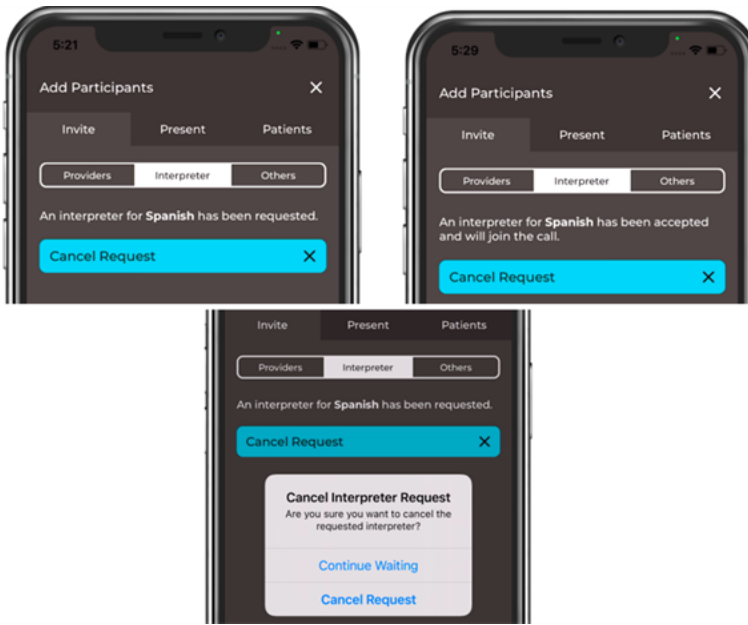 5:21
Add Participants
Invite Present Patients
Providers Interpreter Others
An interpreter for Spanish has been requested.
Cancel Request
5:29
Add Participants
Invite Present Patients
Providers Interpreter Others
An interpreter for Spanish has been accepted
and will join the call.
Cancel Request
Invite Present Patients
Providers Interpreter Others
An interpreter for Spanish has been requested.
Cancel Request
Cancel Interpreter Request
Are you sure you want to cancel the
requested interpreter?
Continue Waiting
Cancel Request